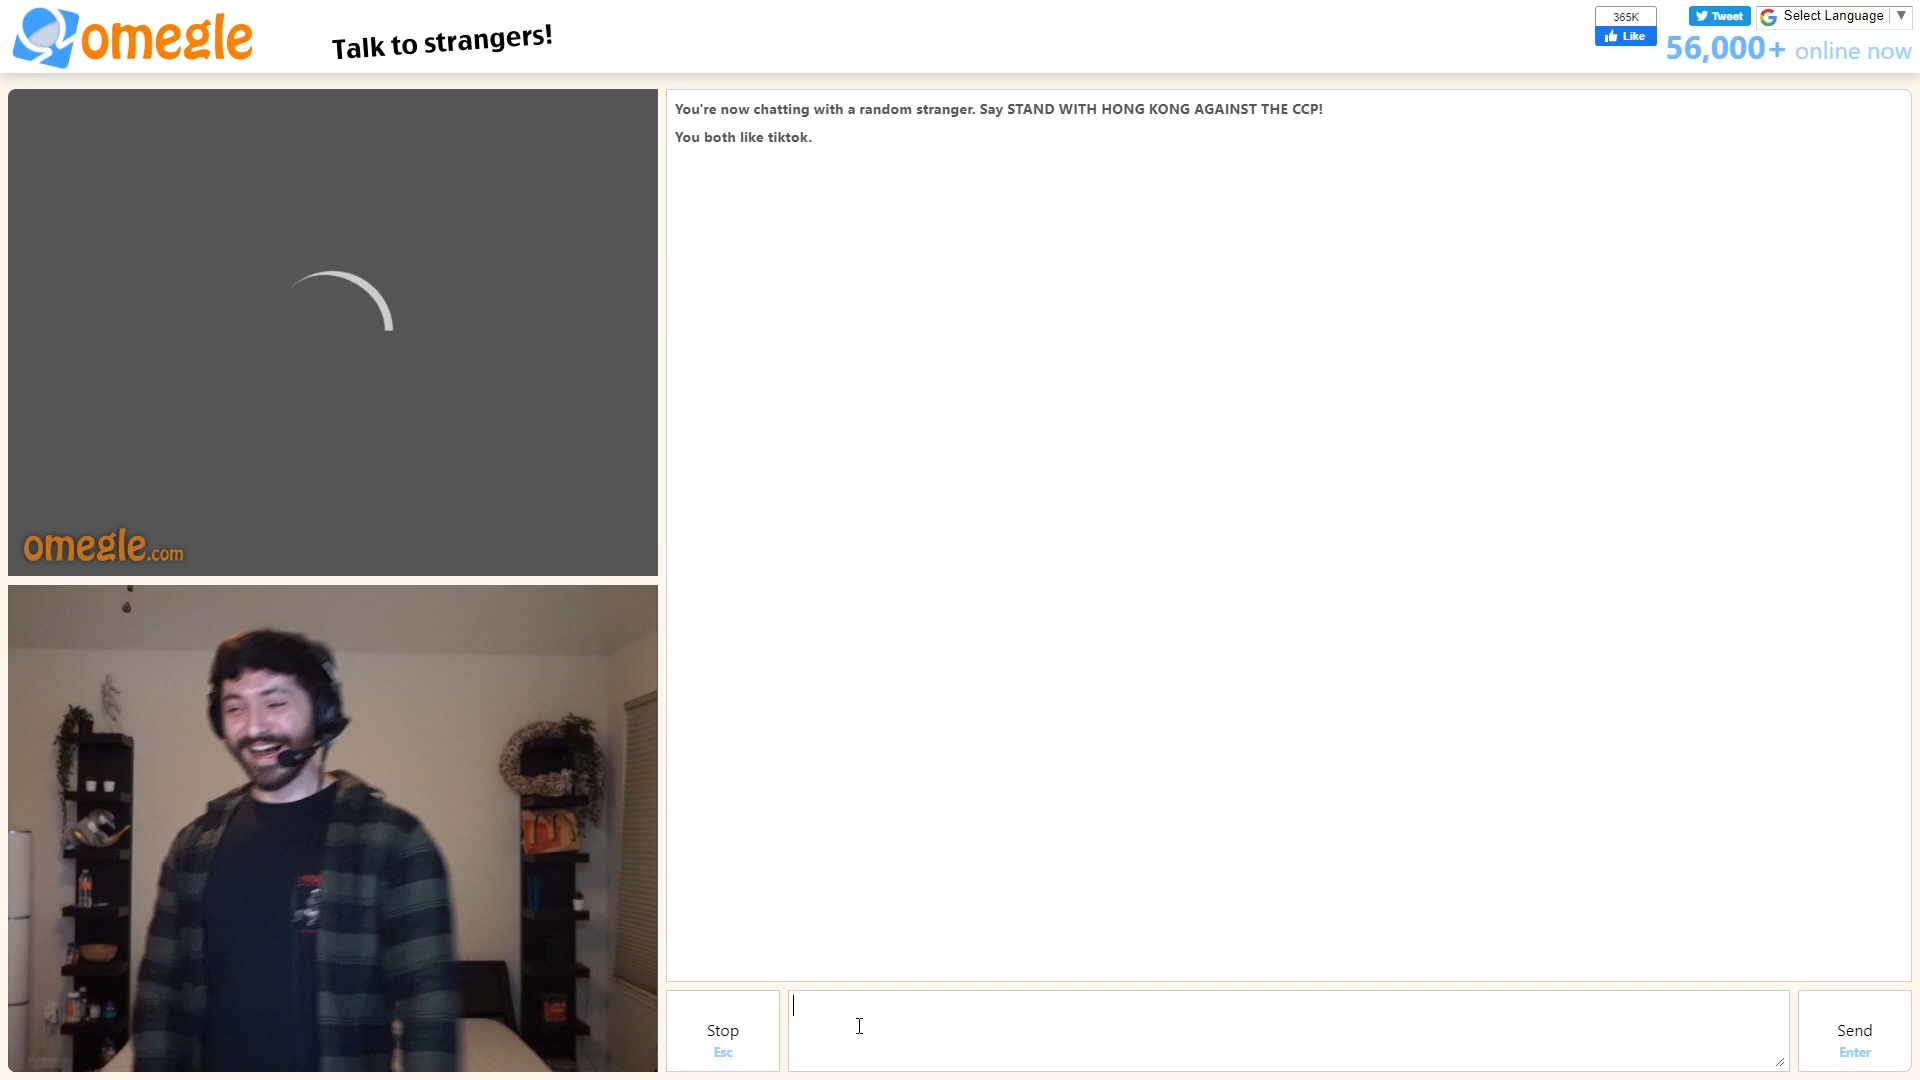 omegle
Talk to strangers!
365K
Like
Tweet
Select Language
56,000+ online now
You're now chatting with a random stranger. Say STAND WITH HONG KONG AGAINST THE CCP!
You both like tiktok.
omegle.com
Stop
Esc
Send
Enter